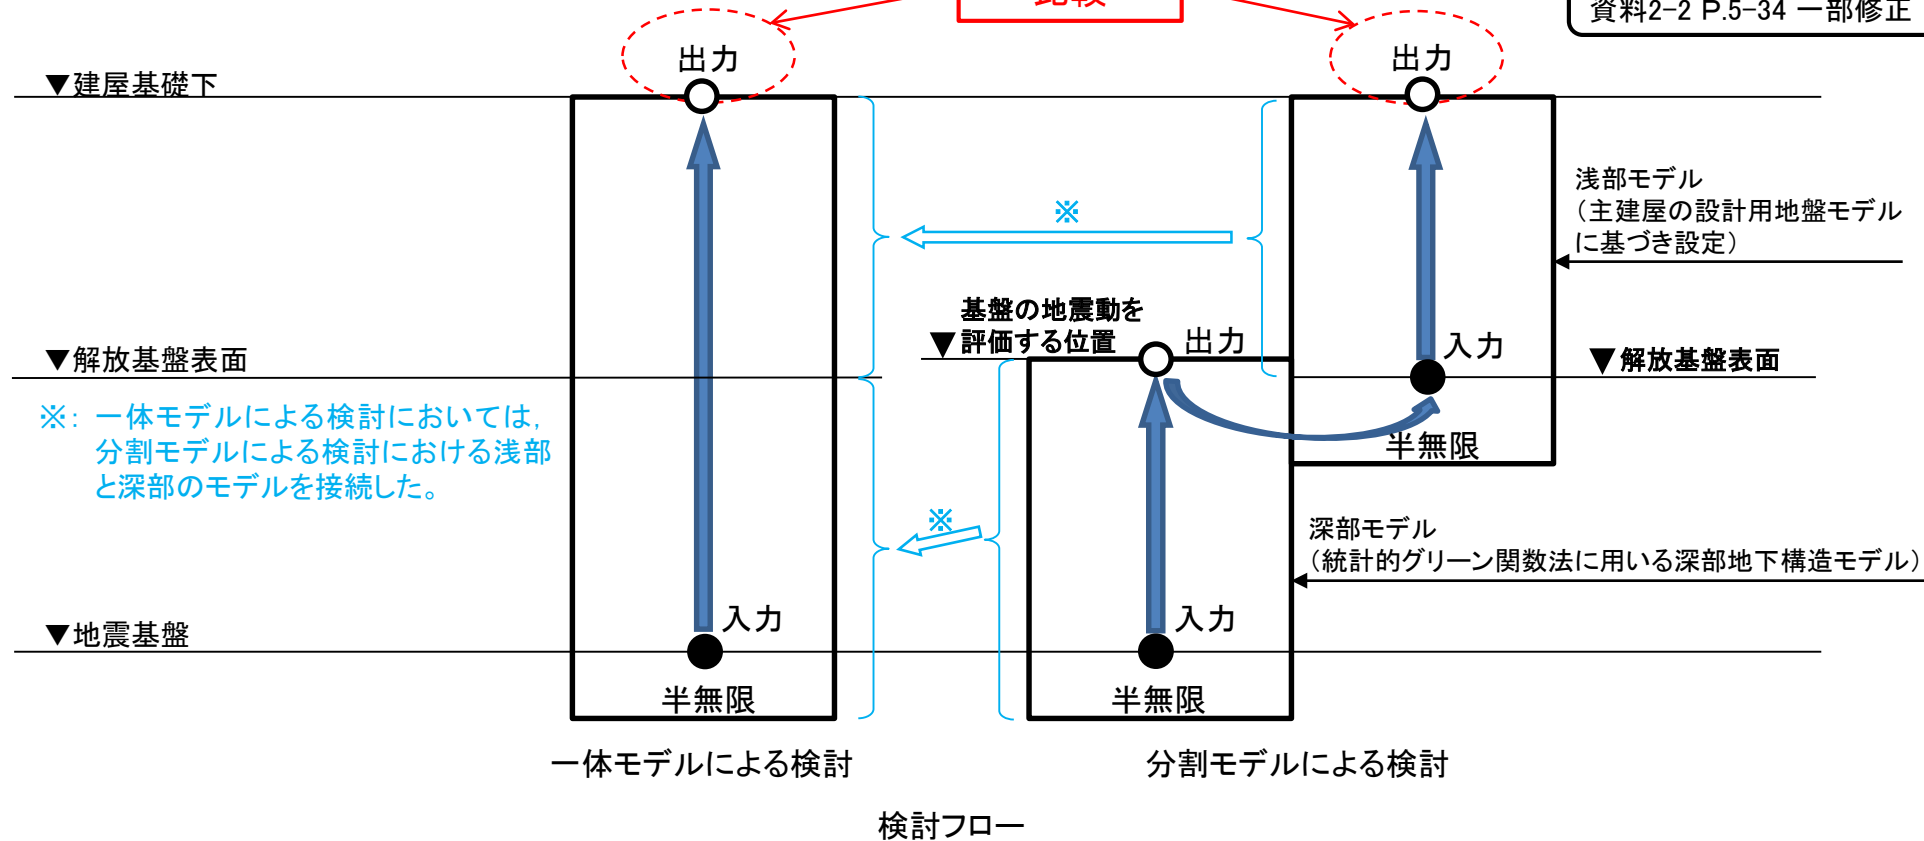 比較
資料2-2 P.5-34 一部修正
出力
出力
▼建屋基礎下
浅部モデル
（主建屋の設計用地盤モデル
に基づき設定）
※
基盤の地震動を
▼評価する位置
出力
入力
▼解放基盤表面
▼解放基盤表面
※： 一体モデルによる検討においては,
分割モデルによる検討における浅部
と深部のモデルを接続した。
半無限
※
深部モデル
（統計的グリーン関数法に用いる深部地下構造モデル）
入力
入力
▼地震基盤
半無限
半無限
一体モデルによる検討
分割モデルによる検討
検討フロー